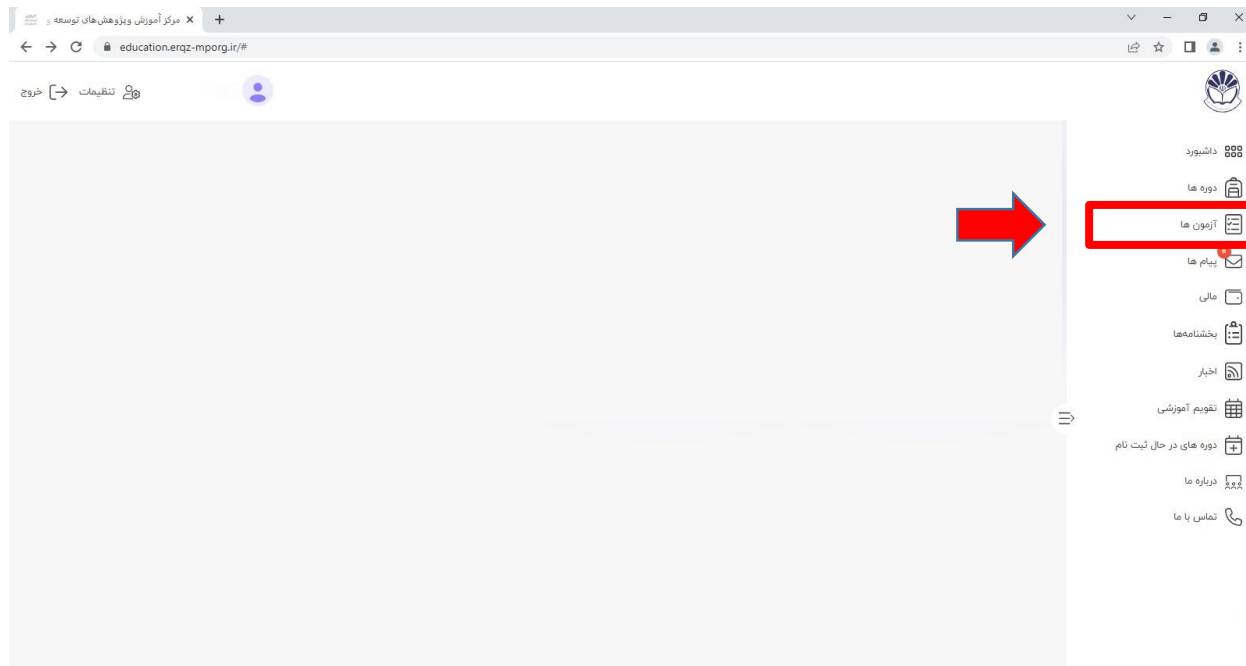 مرکز آموزش وپژوهش‌های توسعه و
education.erqz-mporg.ir/#
تنظیمات
خروج
داشبورد
دوره ها
آزمون ها
پیام ها
مالی
بخشنامه‌ها
اخبار
تقویم آموزشی
دوره های در حال ثبت نام
درباره ما
تماس با ما